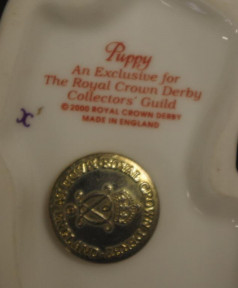 Puppy
An Exclusive for
The Royal Crown Derby
Collectors' Guild
© 2000 ROYAL CROWN DERBY
MADE IN ENGLAND
x